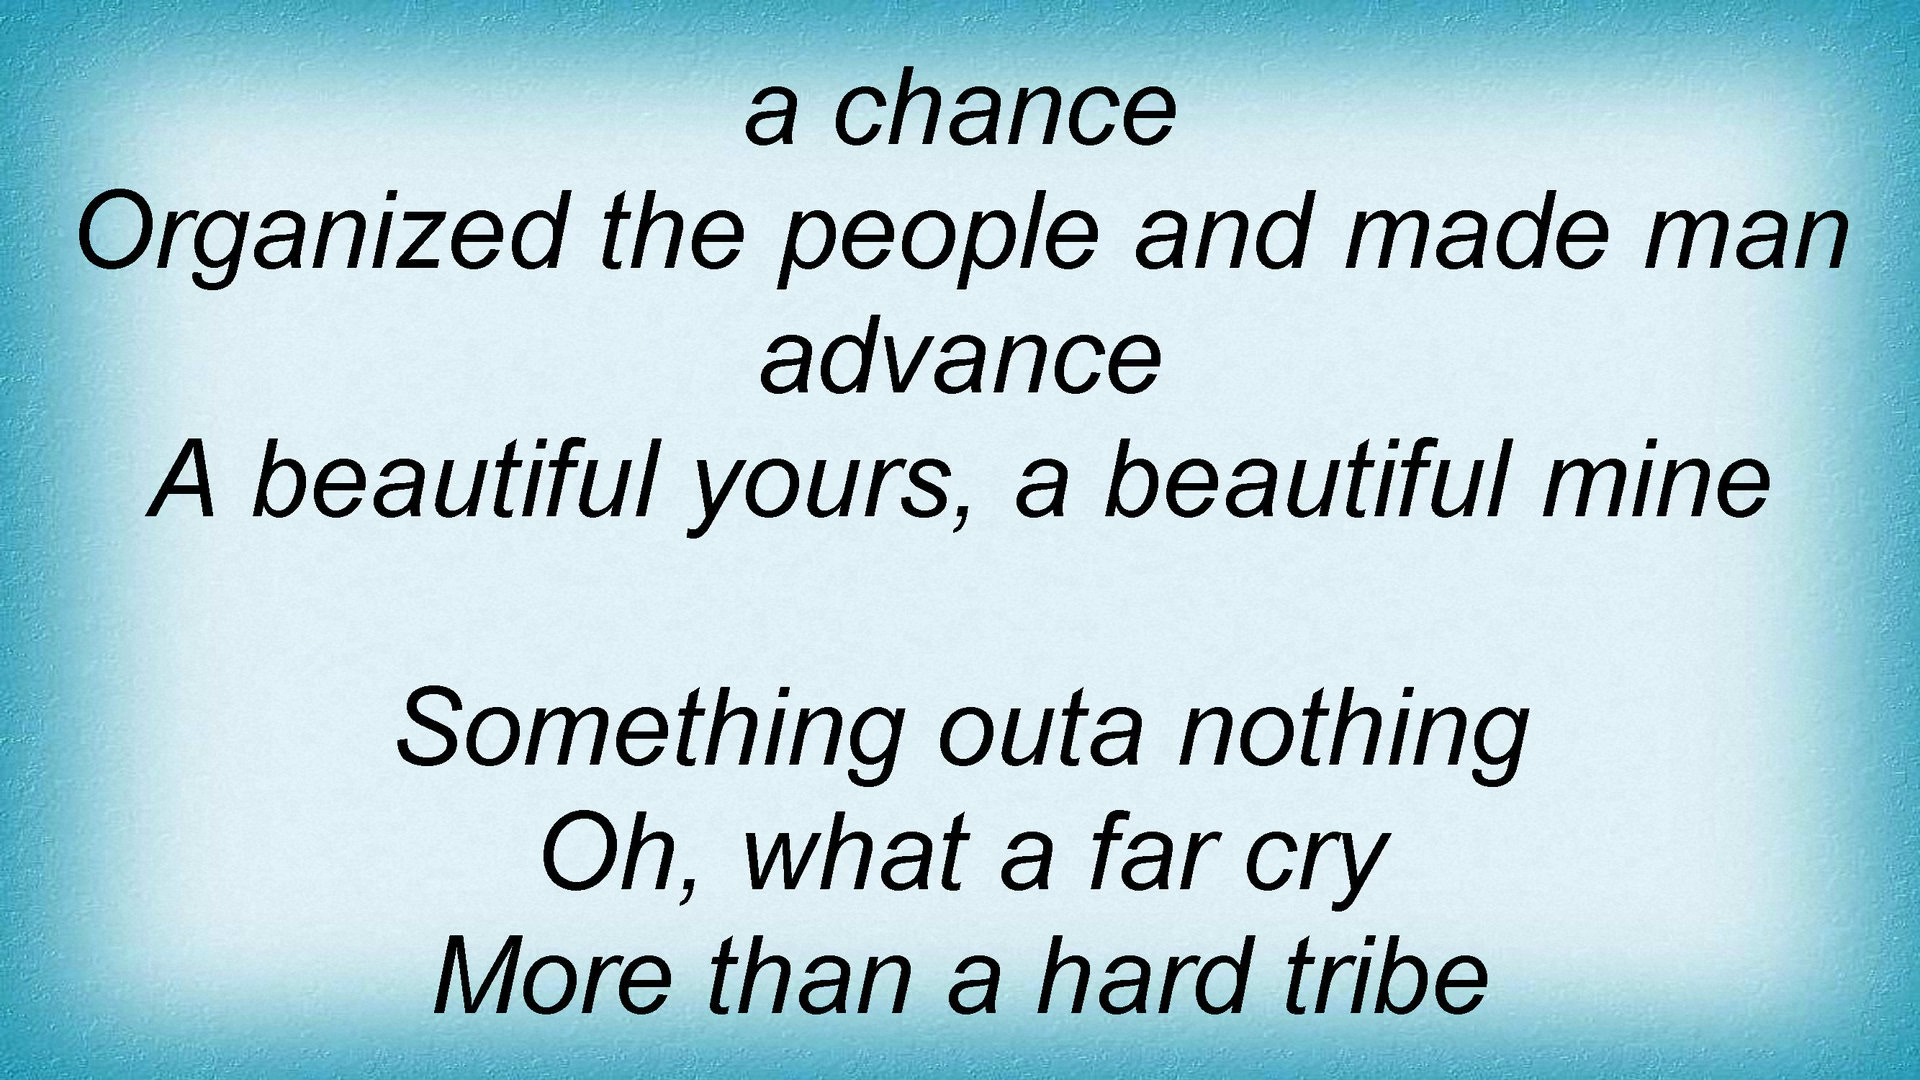 a chance
Organized the people and made man
advance
A beautiful yours, a beautiful mine
Something outa nothing
Oh, what a far cry
More than a hard tribe